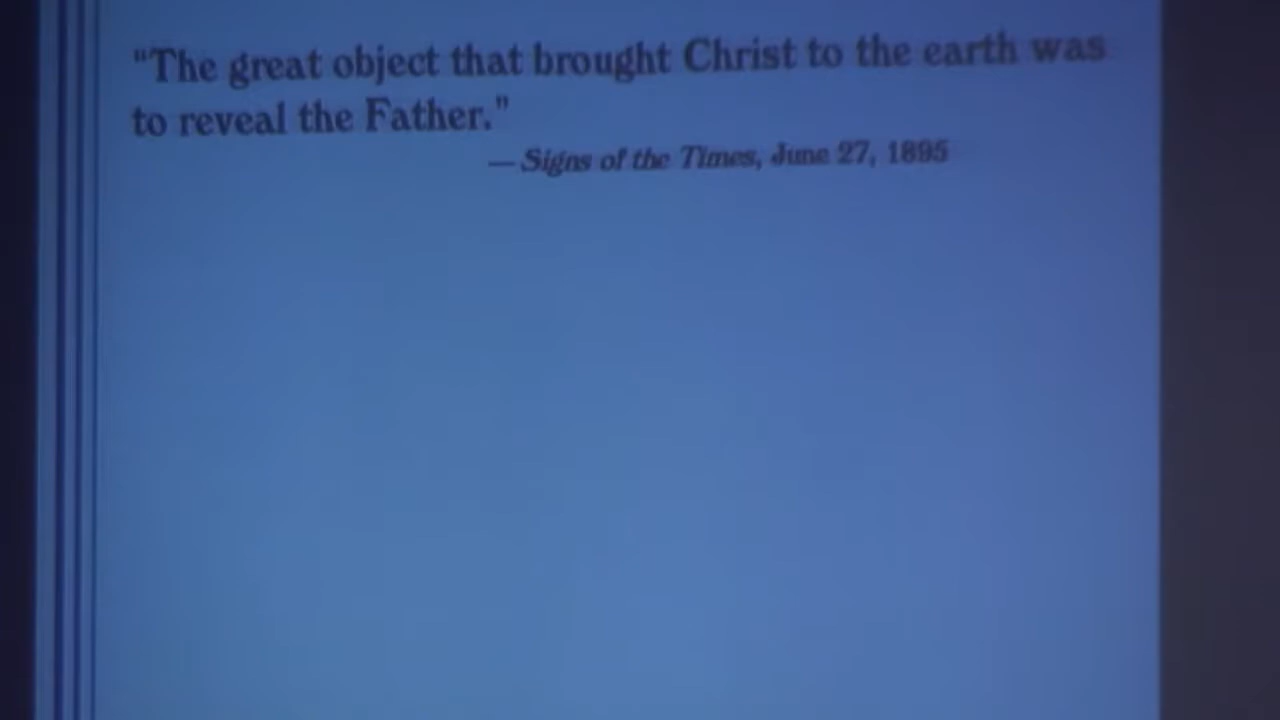 "The great object that brought Christ to the earth was
to reveal the Father."
— Signs of the Times, June 27, 1895